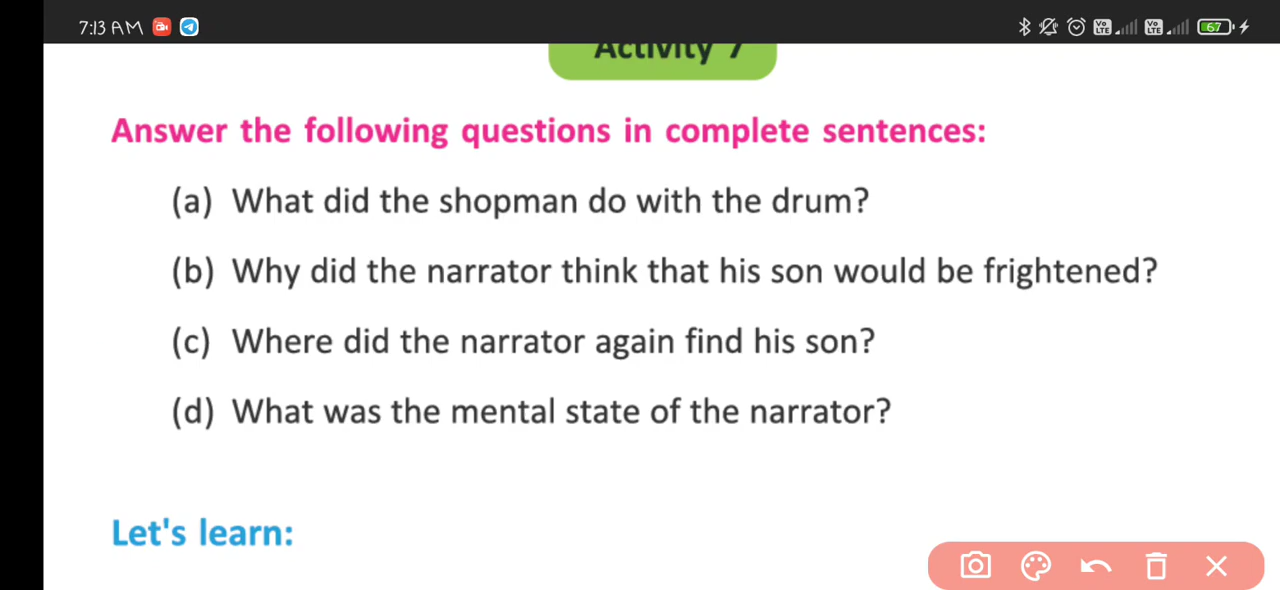 7:13 AM
67
Activity 7
Answer the following questions in complete sentences:
(a) What did the shopman do with the drum?
(b) Why did the narrator think that his son would be frightened?
(c) Where did the narrator again find his son?
(d) What was the mental state of the narrator?
Let's learn: